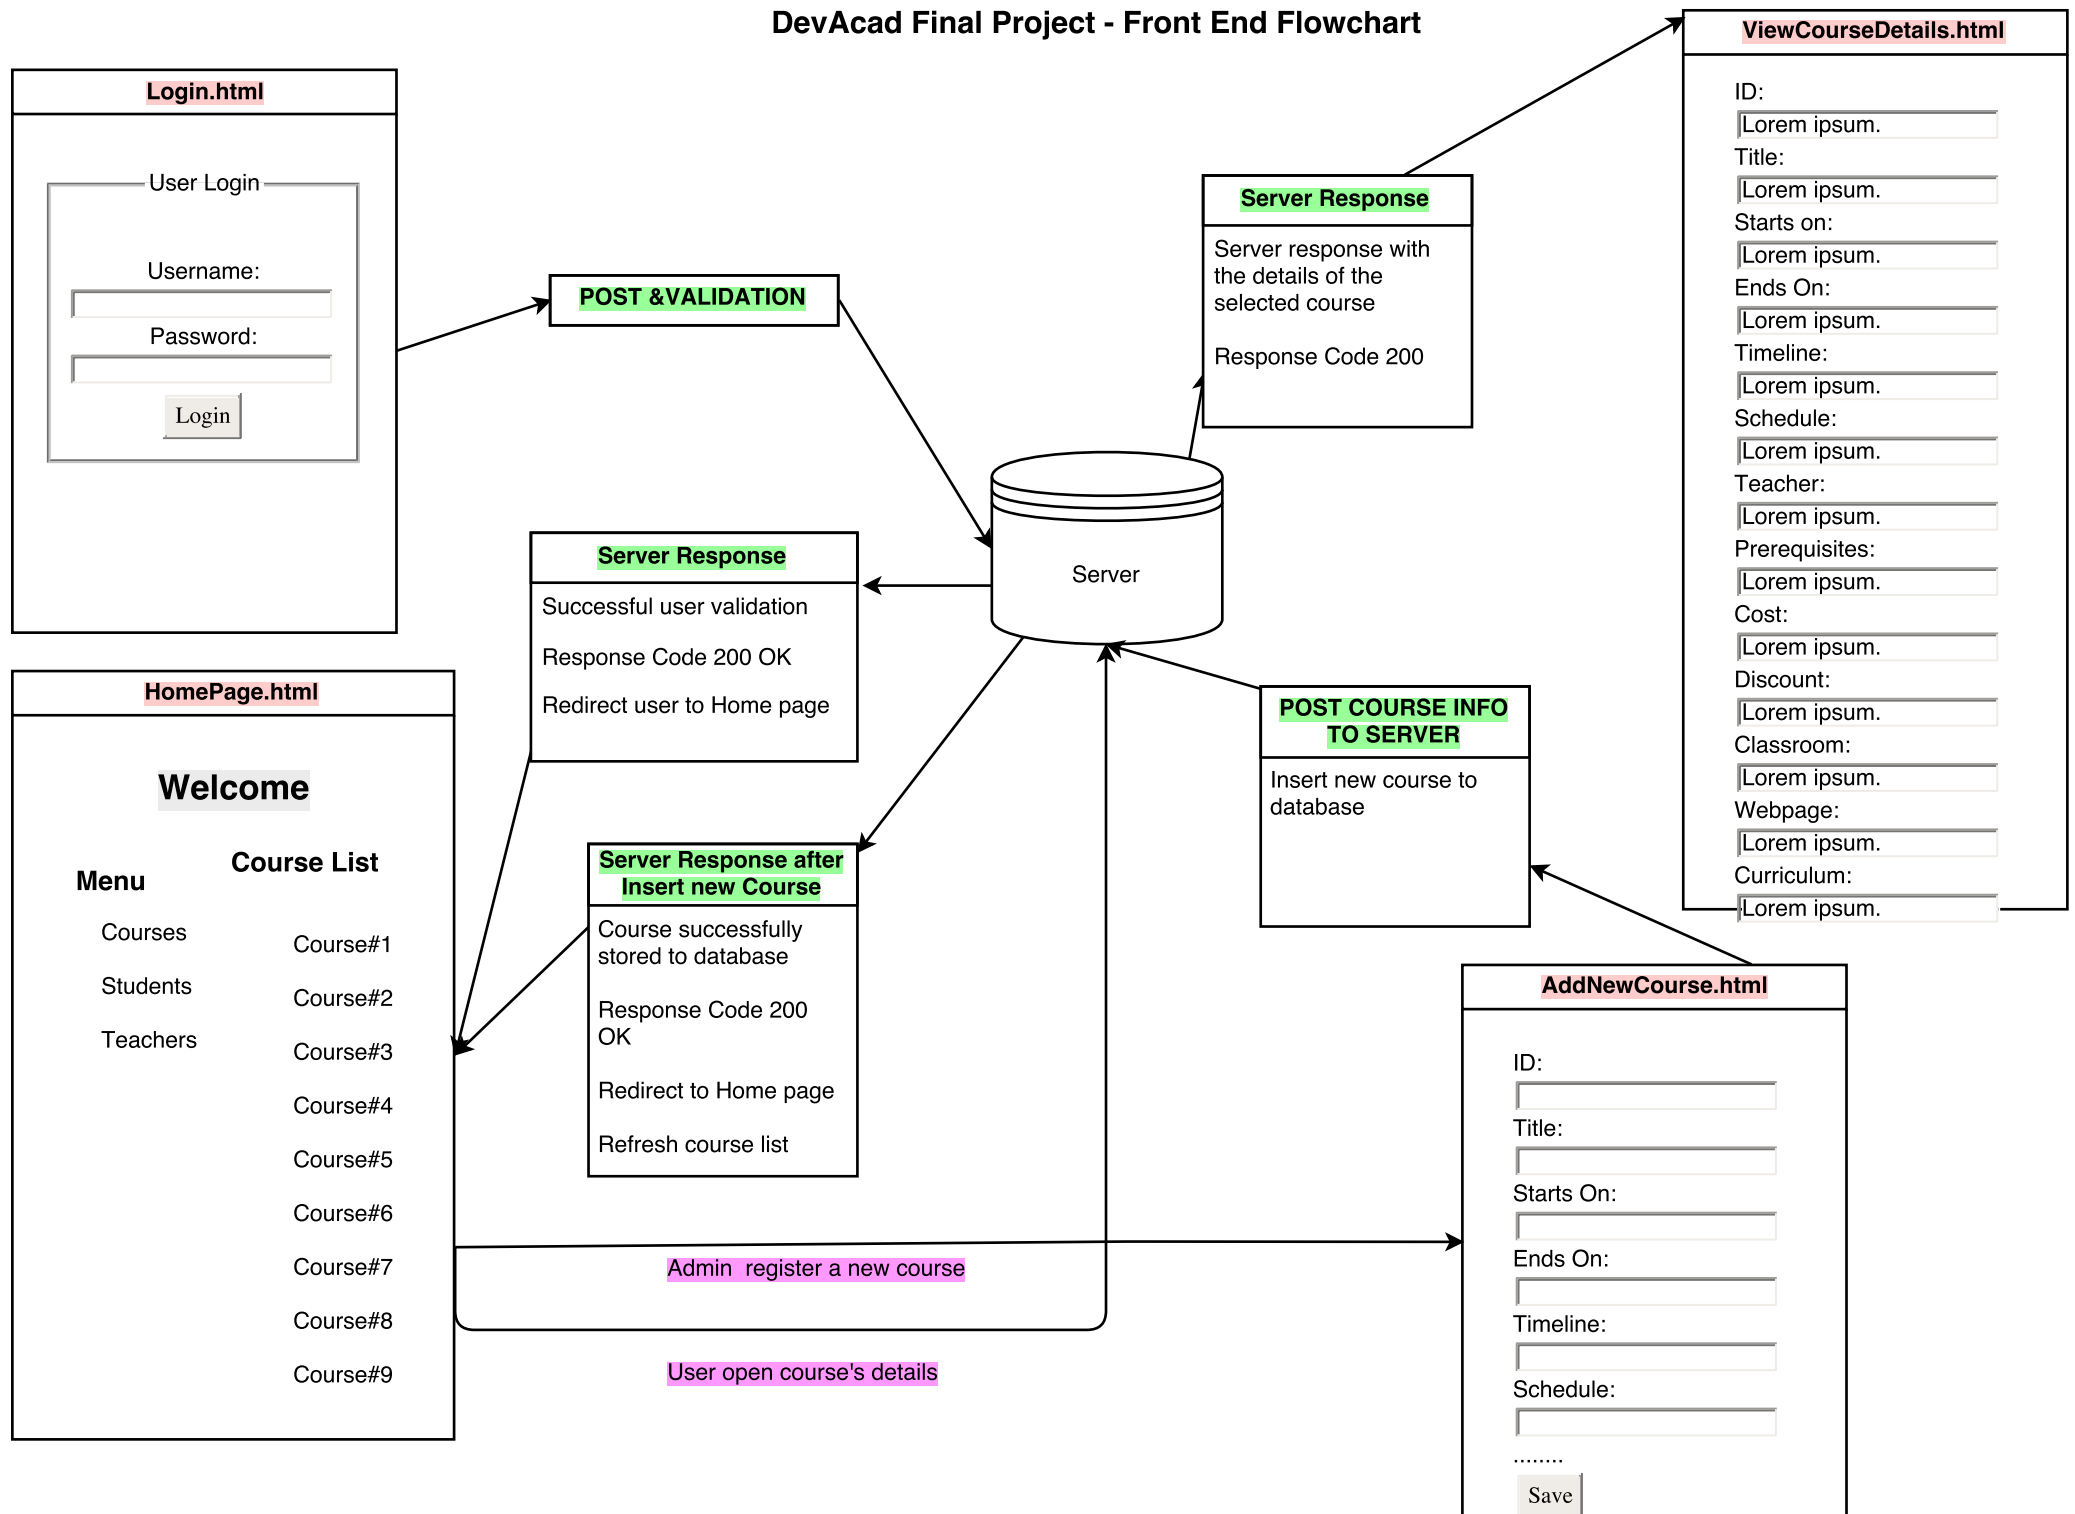 DevAcad Final Project - Front End Flowchart
Login.html
User Login
Username:
Password:
Login
POST &VALIDATION
Server Response
Server response with
the details of the
selected course
Response Code 200
ViewCourseDetails.html
ID:
Lorem ipsum.
Title:
Lorem ipsum.
Starts on:
Lorem ipsum.
Ends On:
Lorem ipsum.
Timeline:
Lorem ipsum.
Schedule:
Lorem ipsum.
Teacher:
Lorem ipsum.
Prerequisites:
Lorem ipsum.
Cost:
Lorem ipsum.
Discount:
Lorem ipsum.
Classroom:
Lorem ipsum.
Webpage:
Lorem ipsum.
Curriculum:
Lorem ipsum.
Server
Server Response
Successful user validation
Response Code 200 OK
Redirect user to Home page
HomePage.html
Welcome
Menu
Courses
Students
Teachers
Course List
Course#1
Course#2
Course#3
Course#4
Course#5
Course#6
Course#7
Course#8
Course#9
Server Response after
Insert new Course
Course successfully
stored to database
Response Code 200
OK
Redirect to Home page
Refresh course list
POST COURSE INFO
TO SERVER
Insert new course to
database
Admin  register a new course
User open course's details
AddNewCourse.html
ID:
Title:
Starts On:
Ends On:
Timeline:
Schedule:
........
Save